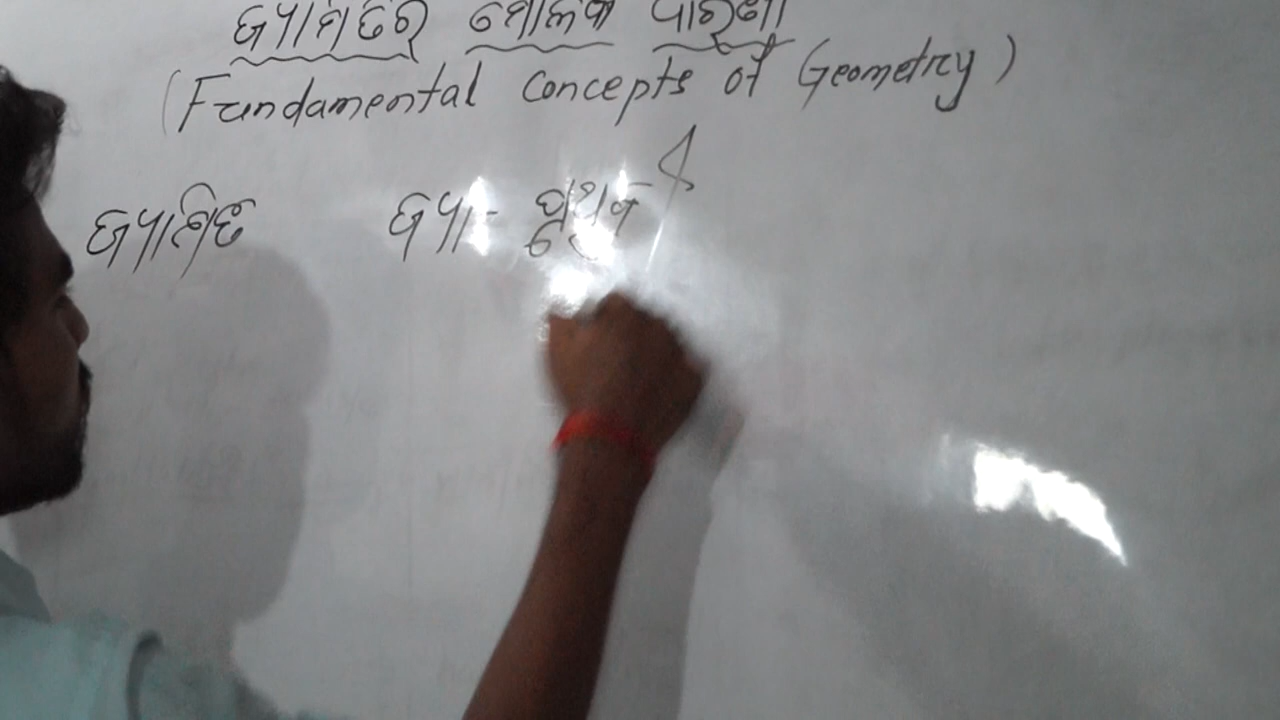 ଜ୍ୟାମିତିର ମୌଳିକ ଧାରଣା
(Fundamental Concepts of Geometry)
ଜ୍ୟାମିତି ଜ୍ୟା -